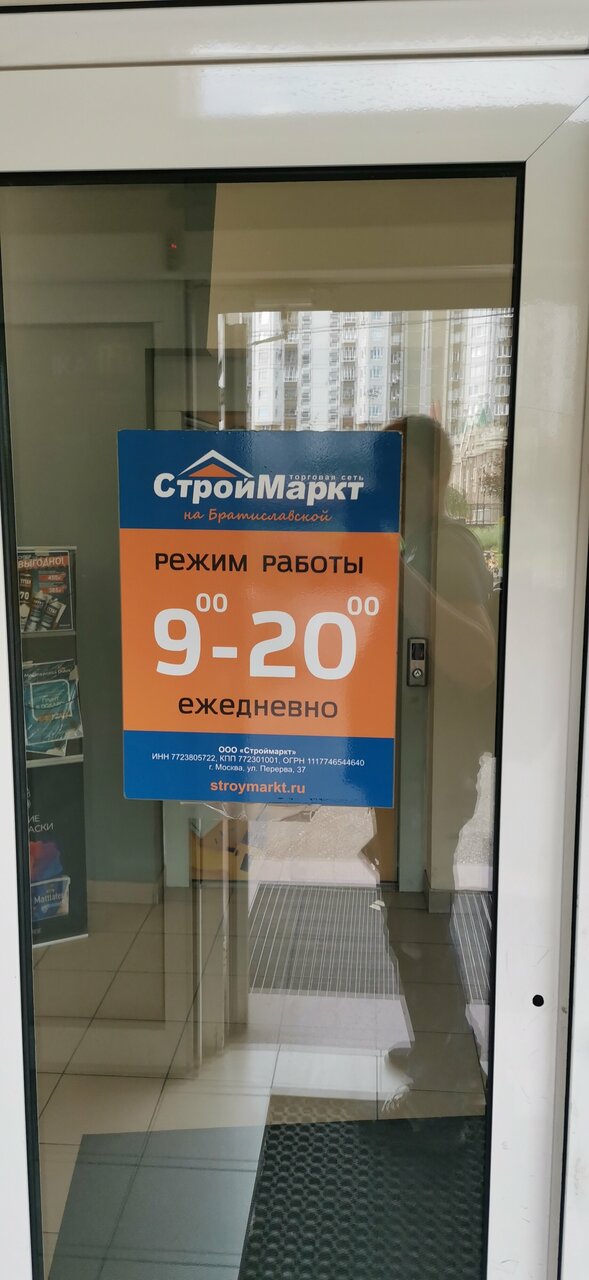 торговая сеть
СтройМаркт
на Братиславской
режим работы
9⁰⁰-20⁰⁰
ежедневно
ООО «Строймаркт»
ИНН 7723805722, КПП 772301001, ОГРН 1117746544640
г. Москва, ул. Перерва, 37
stroymarkt.ru
ВЫГОДНО!